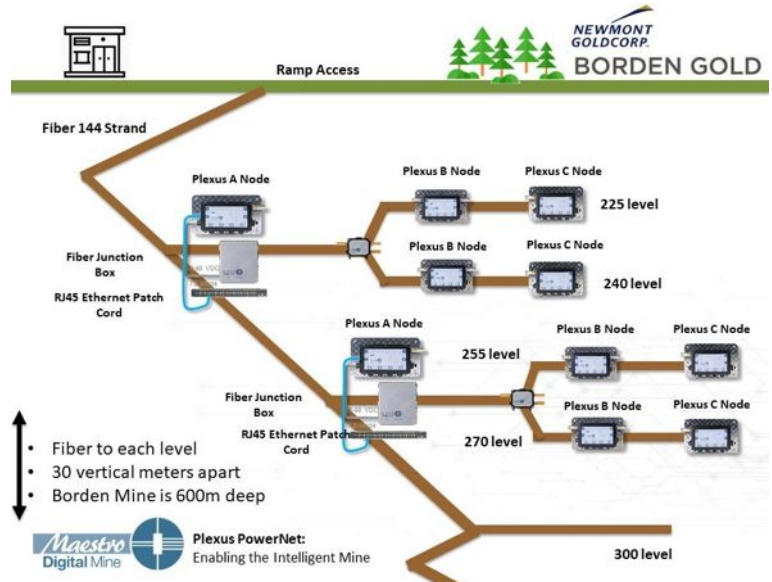 NEWMONT
GOLDCORP.
BORDEN GOLD
Ramp Access
Fiber 144 Strand
Plexus A Node
Plexus B Node
Plexus C Node
225 level
Plexus B Node
Plexus C Node
240 level
Fiber Junction
Box
RJ45 Ethernet Patch
Cord
Plexus A Node
255 level
Plexus B Node
Plexus C Node
Fiber Junction
Box
RJ45 Ethernet Patch
Cord
270 level
Plexus B Node
Plexus C Node
• Fiber to each level
• 30 vertical meters apart
• Borden Mine is 600m deep
300 level
Maestro
Digital Mine
Plexus PowerNet:
Enabling the Intelligent Mine